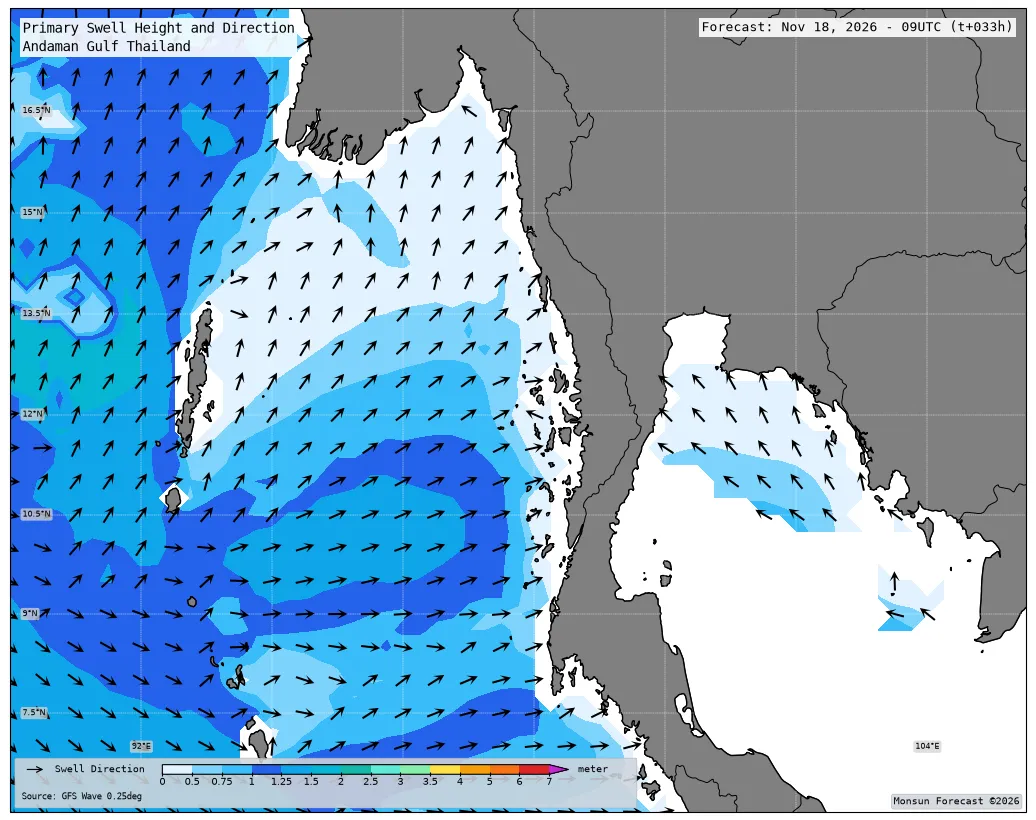 Primary Swell Height and Direction
Andaman Gulf Thailand
Forecast: Nov 18, 2026 - 09UTC (t+033h)
16.5°N
15°N
13.5°N
12°N
10.5°N
9°N
7.5°N
92°E
104°E
Swell Direction
0 0.5 0.75 1.25 1.5 2 2.5 3 3.5 4 5 6 7 meter
Source: GFS Wave 0.25deg
Monsun Forecast ©2026